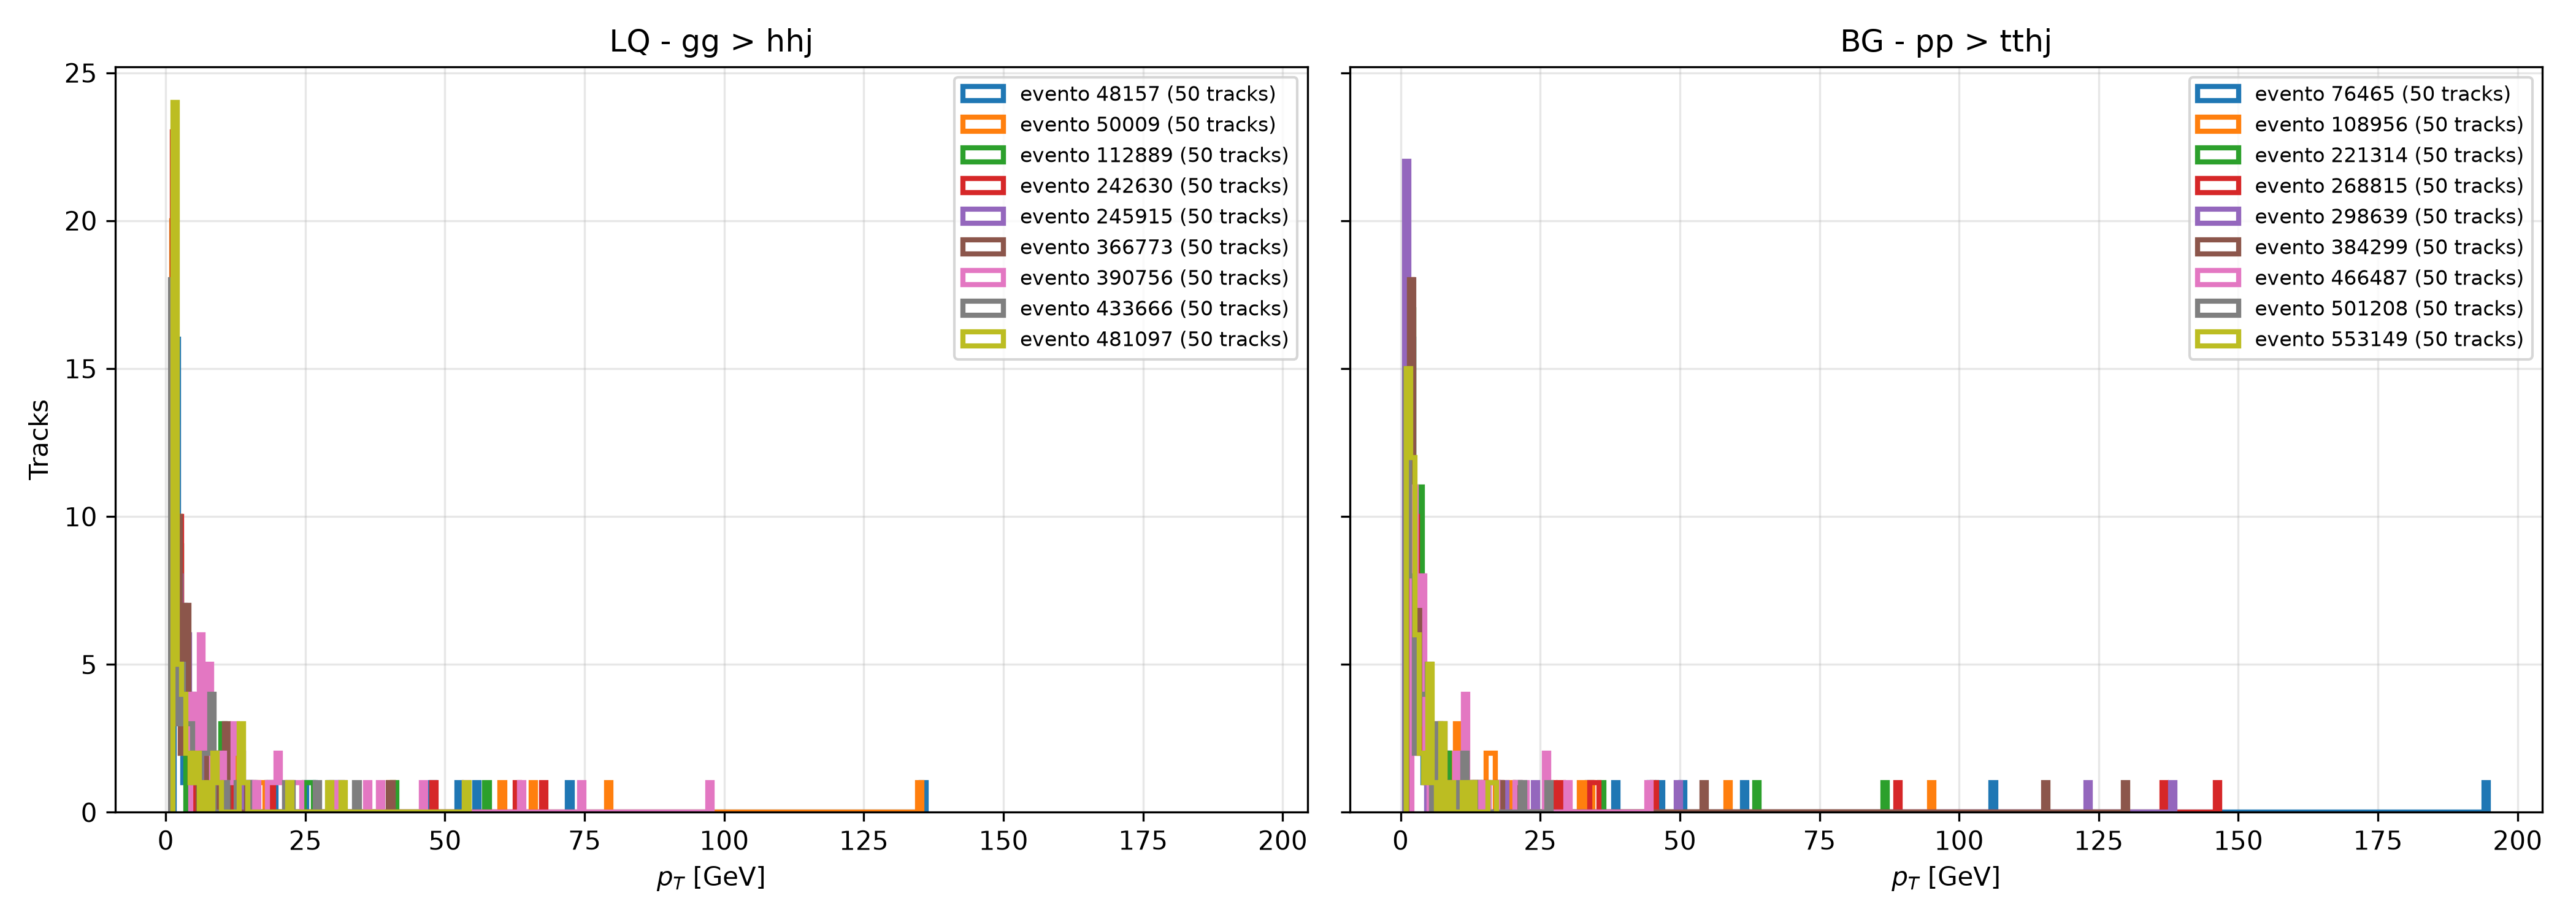 LQ - gg > hhj
25
20
15
10
5
0
Tracks
evento 48157 (50 tracks)
evento 50009 (50 tracks)
evento 112889 (50 tracks)
evento 242630 (50 tracks)
evento 245915 (50 tracks)
evento 366773 (50 tracks)
evento 390756 (50 tracks)
evento 433666 (50 tracks)
evento 481097 (50 tracks)
0 25 50 75 100 125 150 175 200
pT [GeV]
BG - pp > tthj
evento 76465 (50 tracks)
evento 108956 (50 tracks)
evento 221314 (50 tracks)
evento 268815 (50 tracks)
evento 298639 (50 tracks)
evento 384299 (50 tracks)
evento 466487 (50 tracks)
evento 501208 (50 tracks)
evento 553149 (50 tracks)
0 25 50 75 100 125 150 175 200
pT [GeV]